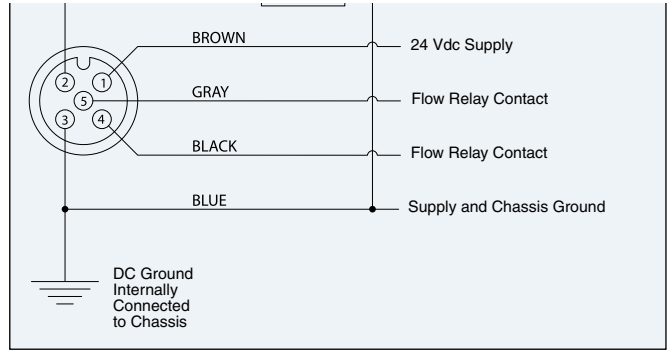 BROWN
24 Vdc Supply
2
1
GRAY
Flow Relay Contact
5
3
4
BLACK
Flow Relay Contact
BLUE
Supply and Chassis Ground
DC Ground
Internally
Connected
to Chassis